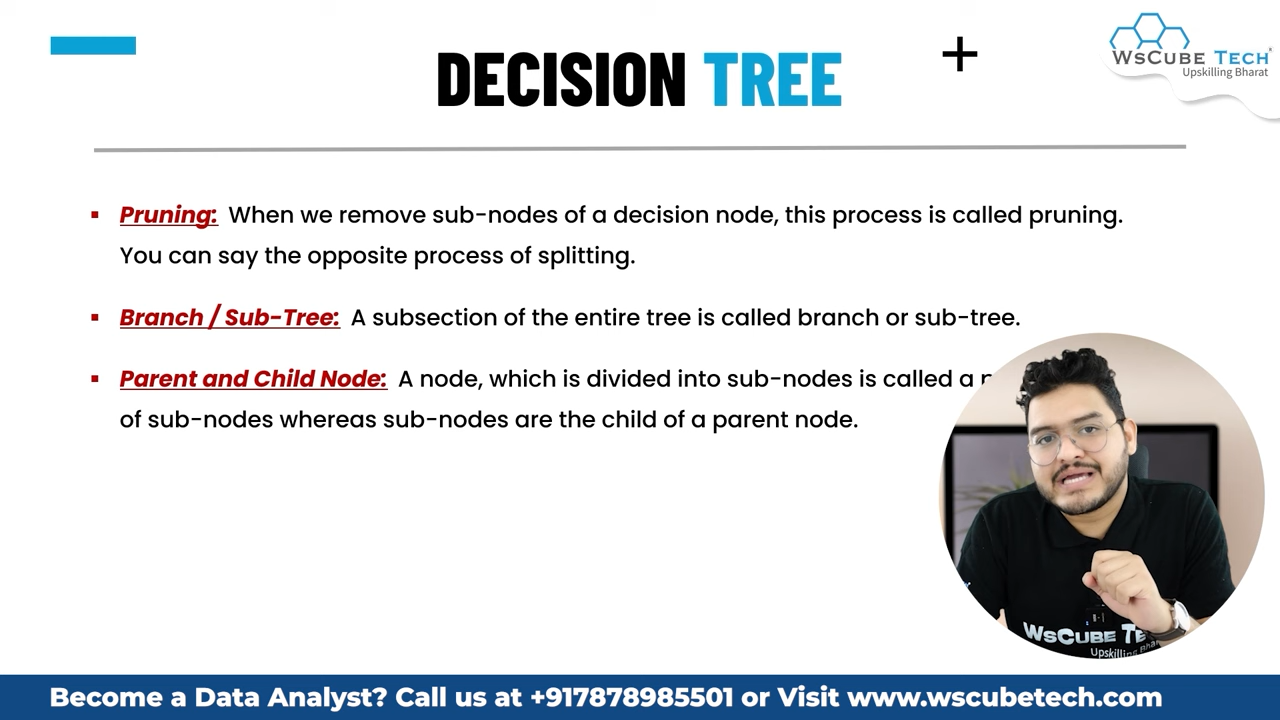 DECISION TREE
WSCUBE TECH
Upskilling Bharat
Pruning: When we remove sub-nodes of a decision node, this process is called pruning.
You can say the opposite process of splitting.
Branch / Sub-Tree: A subsection of the entire tree is called branch or sub-tree.
Parent and Child Node: A node, which is divided into sub-nodes is called a
of sub-nodes whereas sub-nodes are the child of a parent node.
WSCUBE
Upskilling
Become a Data Analyst? Call us at +917878985501 or Visit www.wscubetech.com